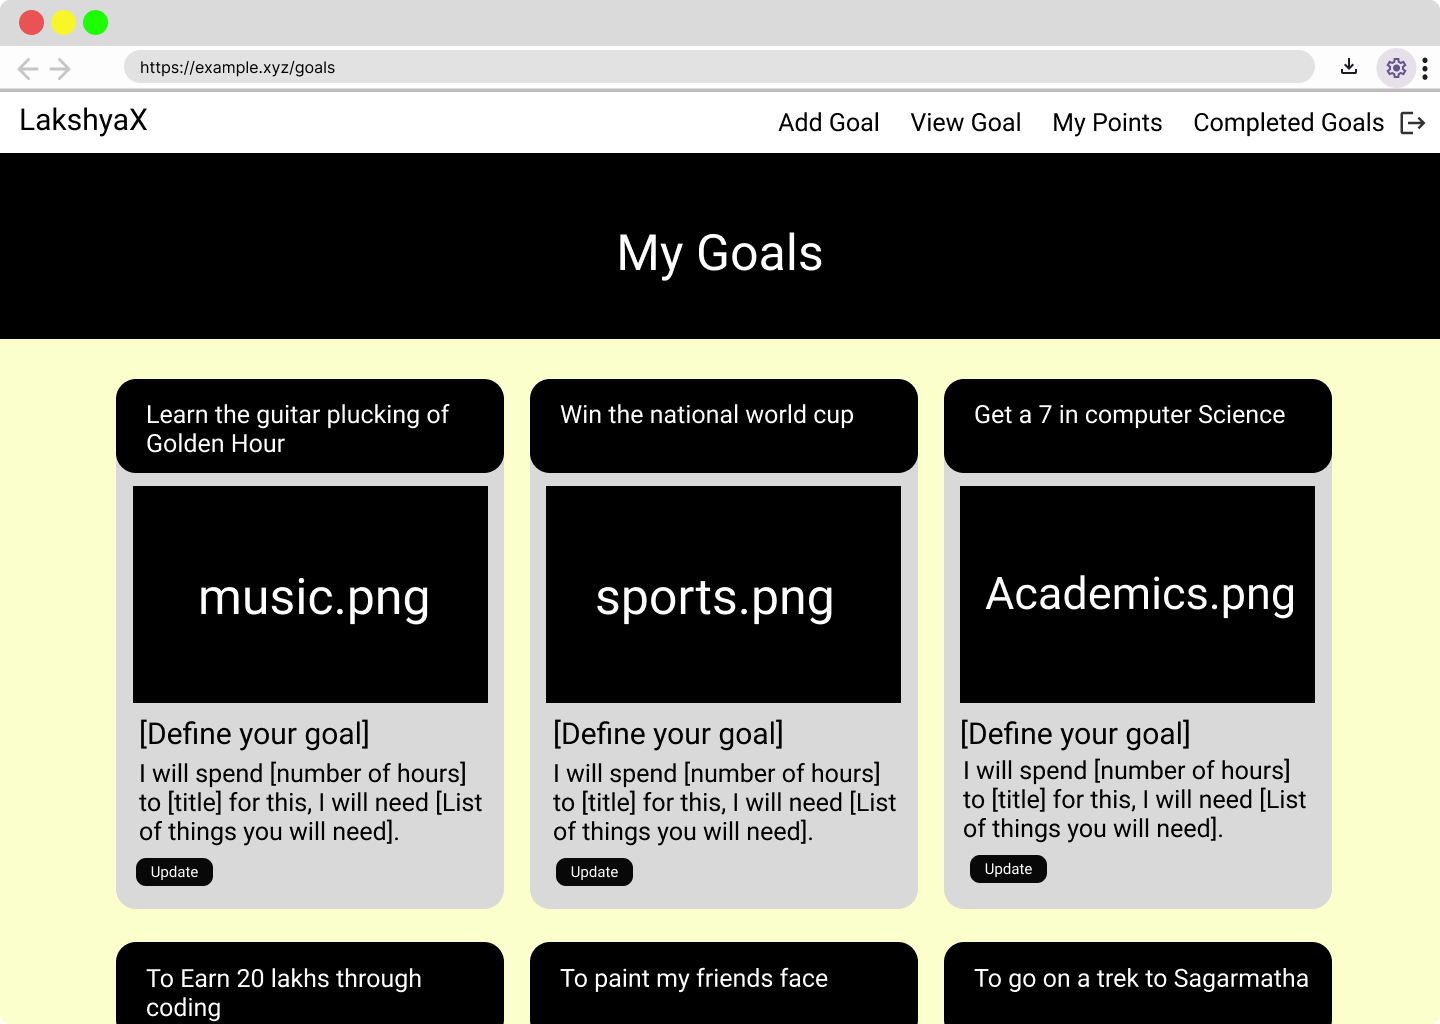 https://example.xyz/goals
LakshyaX
Add Goal
View Goal
My Points
Completed Goals
My Goals
Learn the guitar plucking of
Golden Hour
music.png
[Define your goal]
I will spend [number of hours]
to [title] for this, I will need [List
of things you will need].
Update
Win the national world cup
sports.png
[Define your goal]
I will spend [number of hours]
to [title] for this, I will need [List
of things you will need].
Update
Get a 7 in computer Science
Academics.png
[Define your goal]
I will spend [number of hours]
to [title] for this, I will need [List
of things you will need].
Update
To Earn 20 lakhs through
coding
To paint my friends face
To go on a trek to Sagarmatha